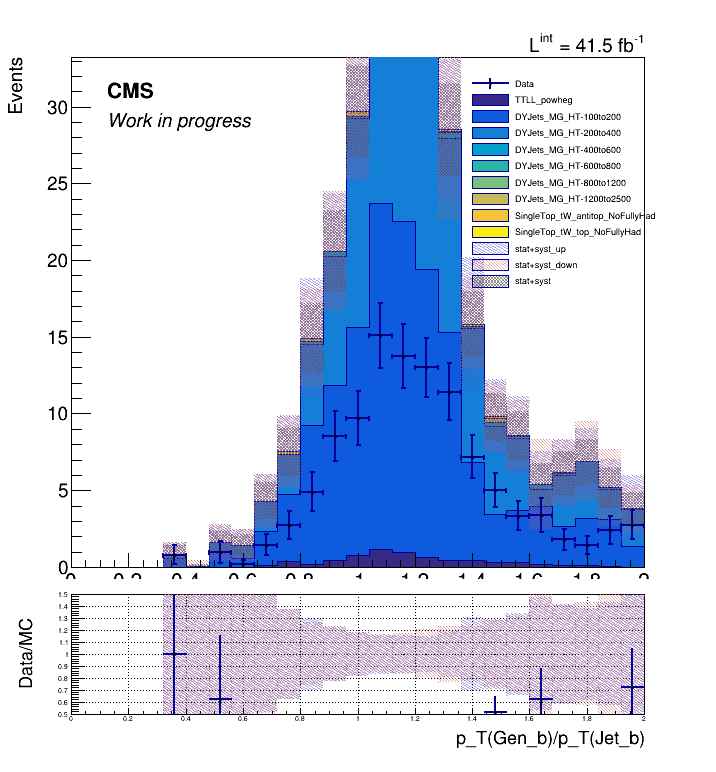 L^int = 41.5 fb^-1
Events
CMS
Work in progress
Data
TTLL_powheg
DYJets_MG_HT-100to200
DYJets_MG_HT-200to400
DYJets_MG_HT-400to600
DYJets_MG_HT-600to800
DYJets_MG_HT-800to1200
DYJets_MG_HT-1200to2500
SingleTop_tW_antitop_NoFullyHad
SingleTop_tW_top_NoFullyHad
stat+syst_up
stat+syst_down
stat+syst
30
25
20
15
10
5
0
0 0.2 0.4 0.6 0.8 1 1.2 1.4 1.6 1.8 2
Data/MC
1.5
1.4
1.3
1.2
1.1
1
0.9
0.8
0.7
0.6
0.5
0 0.2 0.4 0.6 0.8 1 1.2 1.4 1.6 1.8 2
p_T(Gen_b)/p_T(Jet_b)